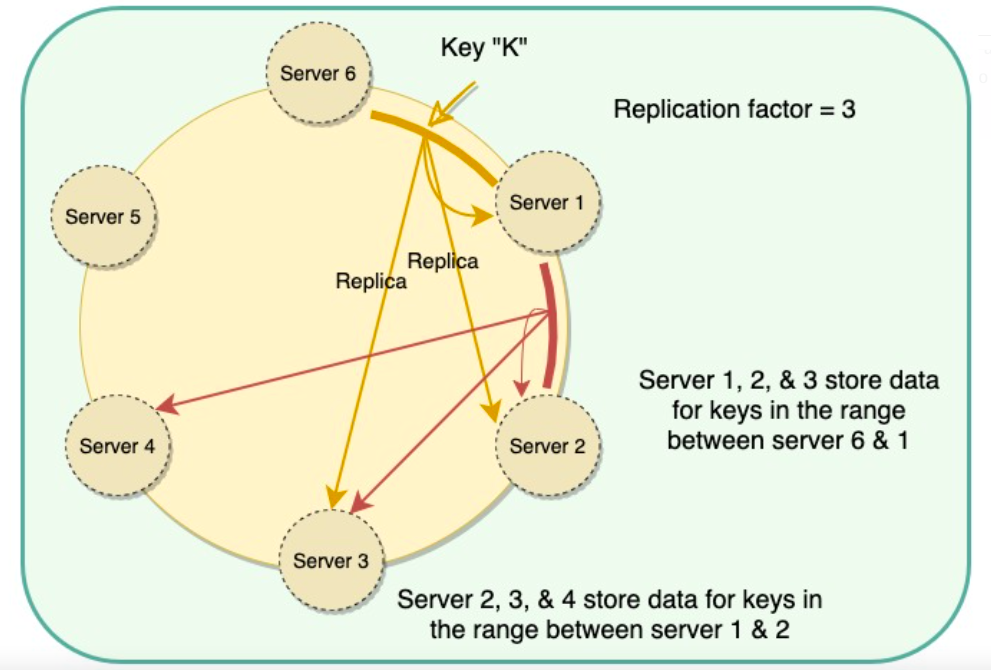 Key "K"
Server 6
Replication factor = 3
Server 1
Server 5
Replica
Replica
Server 1, 2, & 3 store data
for keys in the range
between server 6 & 1
Server 4
Server 2
Server 3
Server 2, 3, & 4 store data for keys in
the range between server 1 & 2